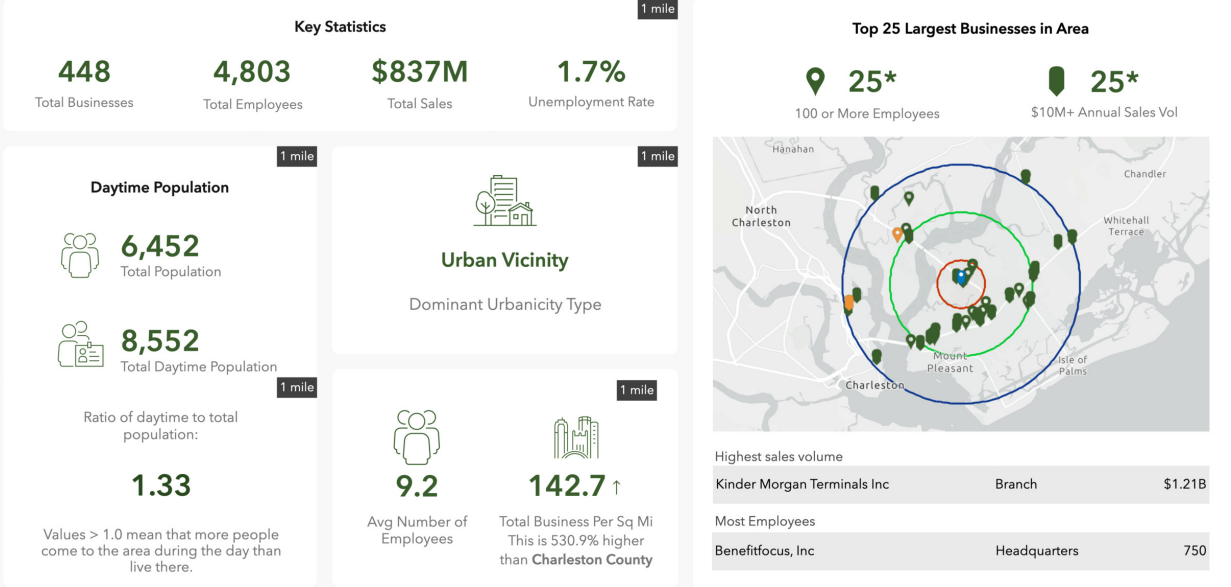 1 mile
Key Statistics
448
Total Businesses
4,803
Total Employees
$837M
Total Sales
1.7%
Unemployment Rate
1 mile
Daytime Population
6,452
Total Population
8,552
Total Daytime Population
1 mile
Ratio of daytime to total
population:
1.33
Values > 1.0 mean that more people
come to the area during the day than
live there.
1 mile
Urban Vicinity
Dominant Urbanicity Type
1 mile
9.2
Avg Number of
Employees
142.7 ↑
Total Business Per Sq Mi
This is 530.9% higher
than Charleston County
Top 25 Largest Businesses in Area
25*
100 or More Employees
25*
$10M+ Annual Sales Vol
Hanahan
Chandler
North
Charleston
Whitehall
Terrace
Mount
Pleasant
Isle of
Palms
Charleston
Highest sales volume
Kinder Morgan Terminals Inc Branch $1.21B
Most Employees
Benefitfocus, Inc Headquarters 750